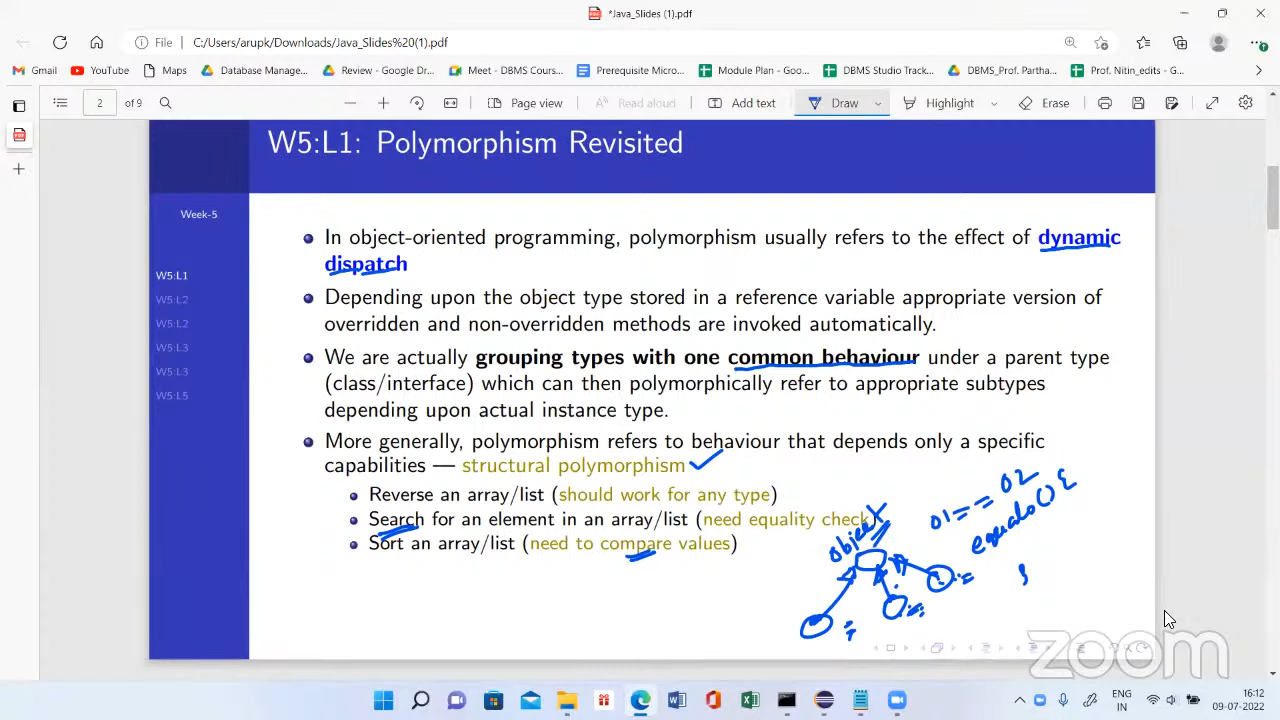 *Java_Slides (1).pdf
File C:/Users/arupk/Downloads/Java_Slides%20(1).pdf
Gmail YouTube Maps Database Manage... Review - Google Dr... Meet - DBMS Cours... Prerequisite Micro... Module Plan - Goo... DBMS Studio Track... DBMS_Prof. Partha... Prof. Nitin_edits - G...
2 of 9 Page view Read aloud Add text Draw Highlight Erase
W5:L1: Polymorphism Revisited
Week-5
W5:L1
W5:L2
W5:L2
W5:L3
W5:L3
W5:L5
In object-oriented programming, polymorphism usually refers to the effect of dynamic
dispatch
Depending upon the object type stored in a reference variable appropriate version of
overridden and non-overridden methods are invoked automatically.
We are actually grouping types with one common behaviour under a parent type
(class/interface) which can then polymorphically refer to appropriate subtypes
depending upon actual instance type.
More generally, polymorphism refers to behaviour that depends only a specific
capabilities — structural polymorphism
Reverse an array/list (should work for any type)
Search for an element in an array/list (need equality check)
Sort an array/list (need to compare values)
O1 == O2
equals() {
}
object
zoom
ENG
IN
16:12
09-07-2022